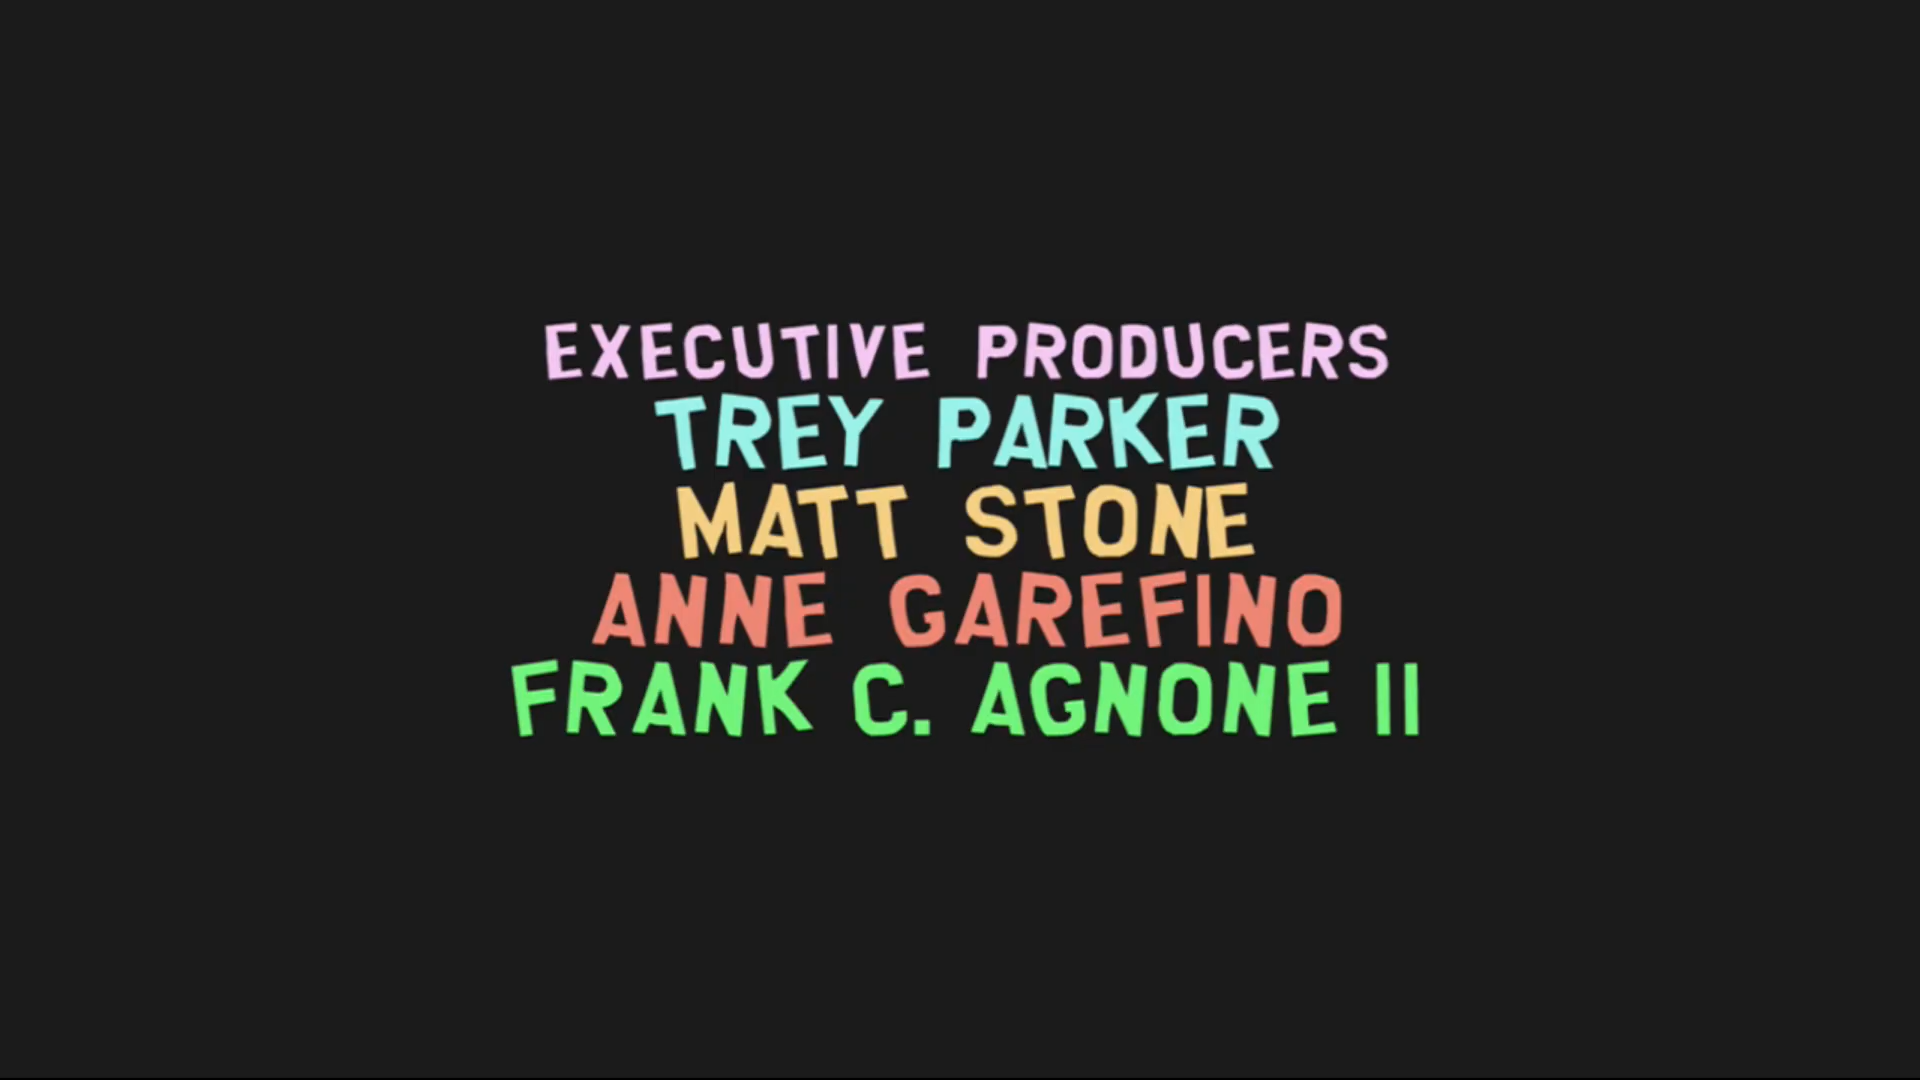 EXECUTIVE PRODUCERS
TREY PARKER
MATT STONE
ANNE GAREFINO
FRANK C. AGNONE II